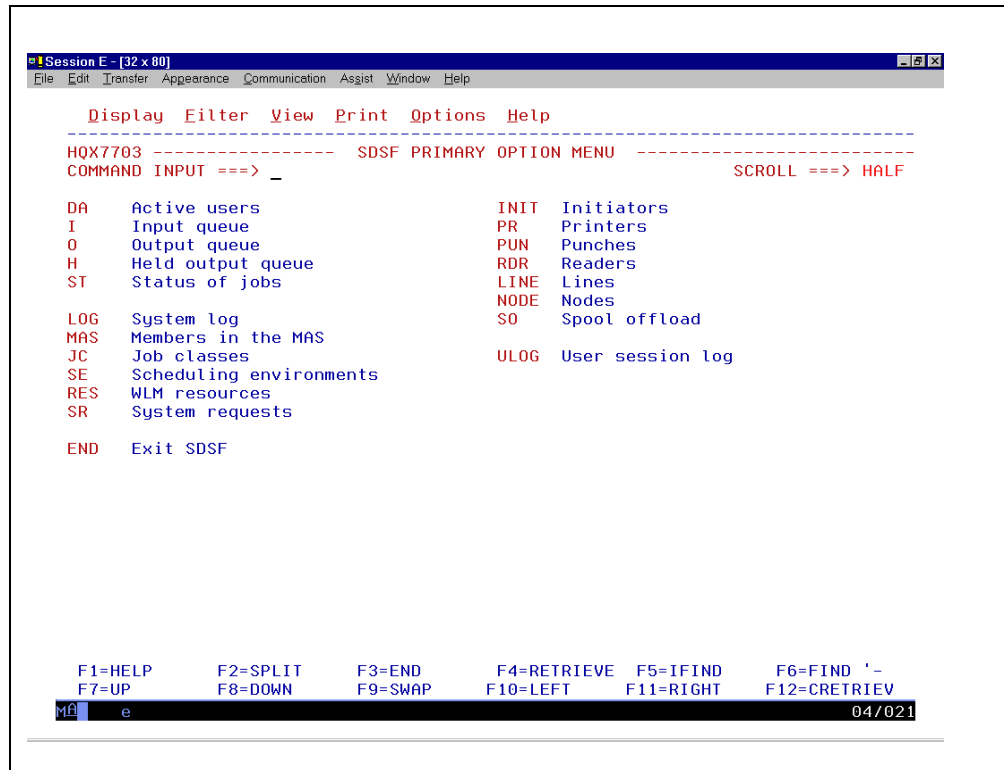 Session E - [32 x 80]
File Edit Transfer Appearance Communication Assist Window Help
Display Filter View Print Options Help
--------------------------------------------------------------------------------
HQX7703 ----------------- SDSF PRIMARY OPTION MENU --------------------------
COMMAND INPUT ===> _ SCROLL ===> HALF
DA Active users INIT Initiators
I Input queue PR Printers
O Output queue PUN Punches
H Held output queue RDR Readers
ST Status of jobs LINE Lines
NODE Nodes
LOG System log SO Spool offload
MAS Members in the MAS
JC Job classes ULOG User session log
SE Scheduling environments
RES WLM resources
SR System requests
END Exit SDSF
F1=HELP F2=SPLIT F3=END F4=RETRIEVE F5=IFIND F6=FIND '-
F7=UP F8=DOWN F9=SWAP F10=LEFT F11=RIGHT F12=CRETRIEV
MA e 04/021